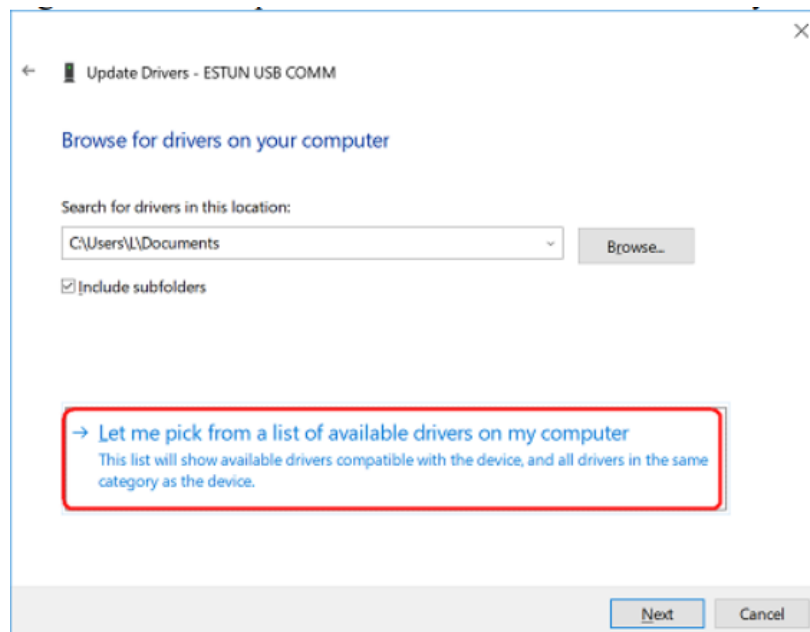 Update Drivers - ESTUN USB COMM
Browse for drivers on your computer
Search for drivers in this location:
C:\Users\L\Documents
Browse...
Include subfolders
Let me pick from a list of available drivers on my computer
This list will show available drivers compatible with the device, and all drivers in the same
category as the device.
Next
Cancel